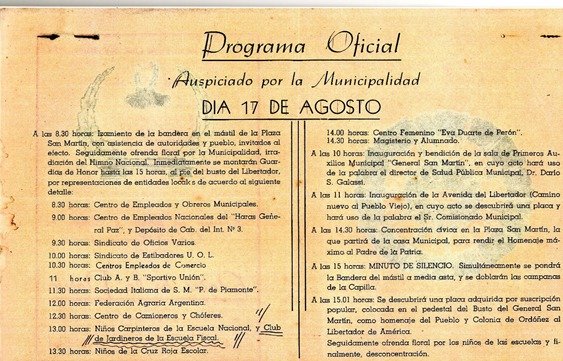 Programa Oficial
Auspiciado por la Municipalidad
DIA 17 DE AGOSTO
A las 8.30 horas: Izamiento de la bandera en el mástil de la Plaza
San Martín, con asistencia de autoridades y pueblo, invitados al
efecto. Seguidamente ofrenda floral por la Municipalidad, irra-
diación del Himno Nacional. Inmediatamente se montarán Guar-
dias de Honor hasta las 15 horas, al pie del busto del Libertador,
por representaciones de entidades locales de acuerdo al siguiente
detalle:
8.30 horas: Centro de Empleados y Obreros Municipales.
9.00 horas: Centro de Empleados Nacionales del "Haras Gene-
ral Paz", y Depósito de Cab. del Int. Nº 3.
9.30 horas: Sindicato de Oficios Varios.
10.00 horas: Sindicato de Estibadores U. O. L.
10.30 horas: Centros Empleados de Comercio
11 horas Club A. y B. "Sportivo Unión".
11.30 horas: Sociedad Italiana de S. M. "P. de Piamonte".
12.00 horas: Federación Agraria Argentina.
12.30 horas: Centro de Camioneros y Chóferes.
13.00 horas: Niños Carpinteros de la Escuela Nacional, y Club
de Jardineros de la Escuela Fiscal.
13.30 horas: Niños de la Cruz Roja Escolar.
14.00 horas: Centro Femenino "Eva Duarte de Perón".
14.30 horas: Magisterio y Alumnado.
A las 10 horas: Inauguración y bendición de la sala de Primeros Au-
xilios Municipal "General San Martín", en cuyo acto hará uso
de la palabra el director de Salud Pública Municipal, Dr. Darío
S. Galassi.
A las 11 horas: Inauguración de la Avenida del Libertador (Camino
nuevo al Pueblo Viejo), en cuyo acto se descubrirá una placa y
hará uso de la palabra el Sr. Comisionado Municipal.
A las 14.30 horas: Concentración cívica en la Plaza San Martín, la
que partirá de la casa Municipal, para rendir el Homenaje máxi-
mo al Padre de la Patria.
A las 15 horas: MINUTO DE SILENCIO. Simultáneamente se pondrá
la Bandera del mástil a media asta, y se doblarán las campanas
de la Capilla.
A las 15.01 horas: Se descubrirá una placa adquirida por suscripción
popular, colocada en el pedestal del Busto del General San
Martín, como homenaje del Pueblo y Colonia de Ordóñez al
Libertador de América.
Seguidamente ofrenda floral por los niños de las escuelas y fi-
nalmente, desconcentración.